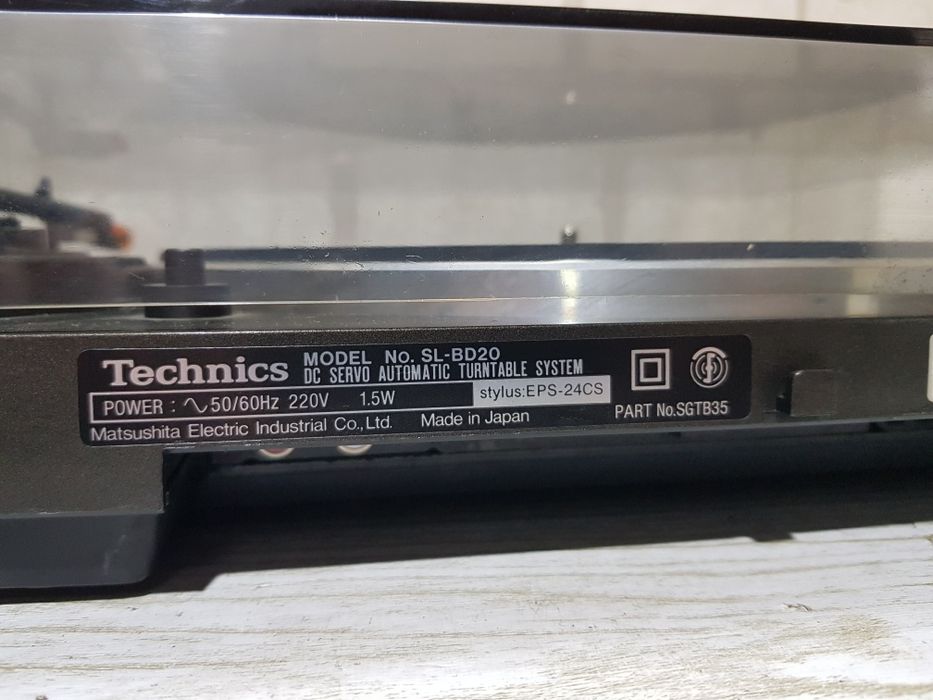 Technics MODEL No. SL-BD20
DC SERVO AUTOMATIC TURNTABLE SYSTEM
POWER : ∿ 50/60Hz 220V 1.5W stylus:EPS-24CS
Matsushita Electric Industrial Co.,Ltd. Made in Japan PART No.SGTB35